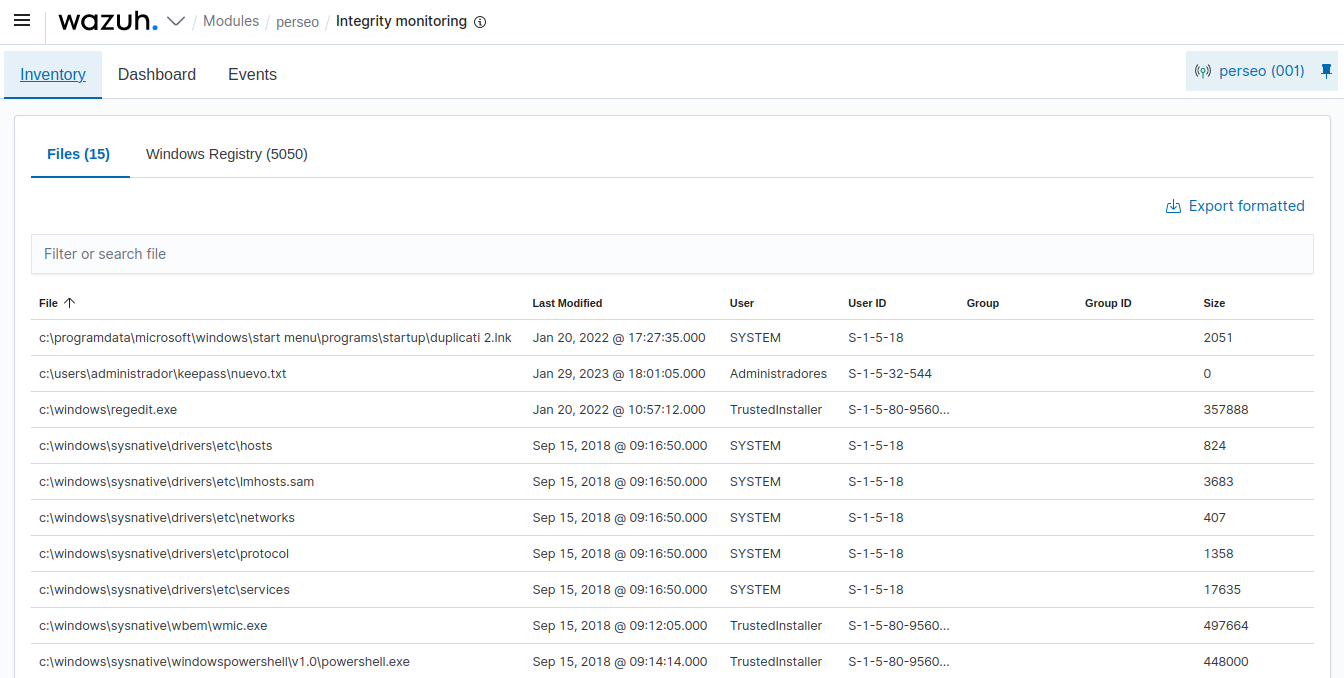 wazuh. / Modules / perseo / Integrity monitoring
Inventory Dashboard Events perseo (001)
Files (15) Windows Registry (5050)
Export formatted
Filter or search file
File Last Modified User User ID Group Group ID Size
c:\programdata\microsoft\windows\start menu\programs\startup\duplicati 2.lnk Jan 20, 2022 @ 17:27:35.000 SYSTEM S-1-5-18 2051
c:\users\administrador\keepass\nuevo.txt Jan 29, 2023 @ 18:01:05.000 Administradores S-1-5-32-544 0
c:\windows\regedit.exe Jan 20, 2022 @ 10:57:12.000 TrustedInstaller S-1-5-80-9560... 357888
c:\windows\sysnative\drivers\etc\hosts Sep 15, 2018 @ 09:16:50.000 SYSTEM S-1-5-18 824
c:\windows\sysnative\drivers\etc\lmhosts.sam Sep 15, 2018 @ 09:16:50.000 SYSTEM S-1-5-18 3683
c:\windows\sysnative\drivers\etc\networks Sep 15, 2018 @ 09:16:50.000 SYSTEM S-1-5-18 407
c:\windows\sysnative\drivers\etc\protocol Sep 15, 2018 @ 09:16:50.000 SYSTEM S-1-5-18 1358
c:\windows\sysnative\drivers\etc\services Sep 15, 2018 @ 09:16:50.000 SYSTEM S-1-5-18 17635
c:\windows\sysnative\wbem\wmic.exe Sep 15, 2018 @ 09:12:05.000 TrustedInstaller S-1-5-80-9560... 497664
c:\windows\sysnative\windowspowershell\v1.0\powershell.exe Sep 15, 2018 @ 09:14:14.000 TrustedInstaller S-1-5-80-9560... 448000